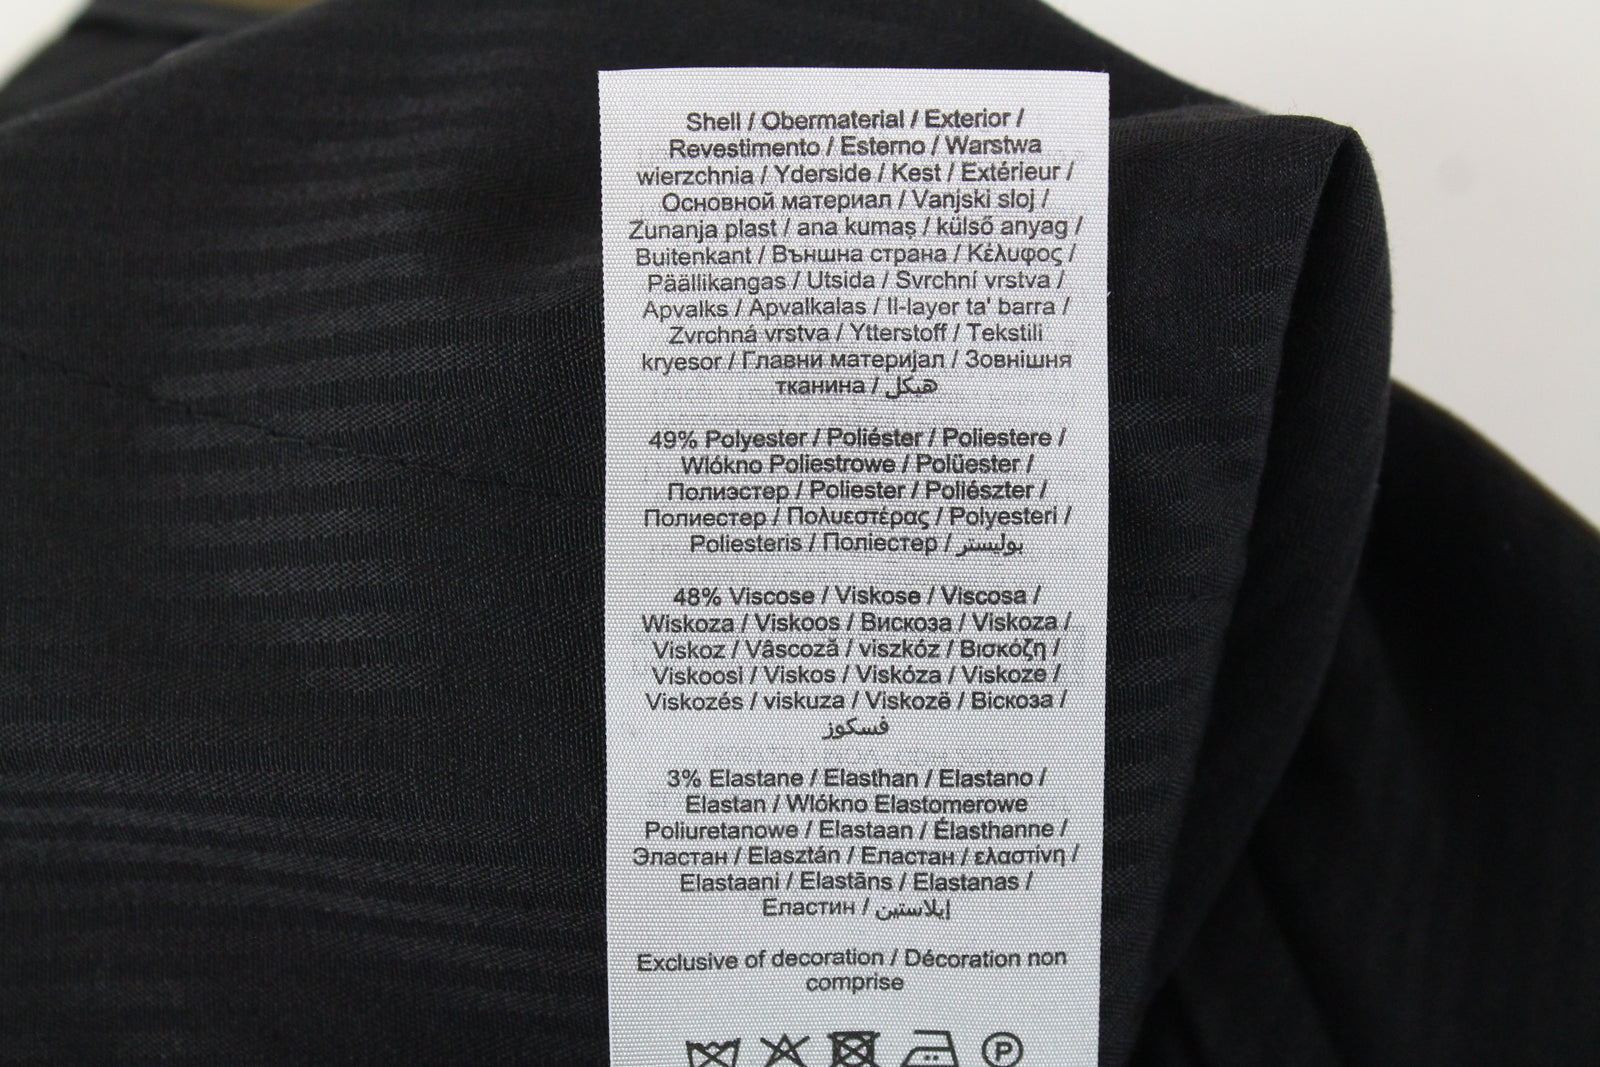 Shell / Obermaterial / Exterior /
Revestimento / Esterno / Warstwa
wierzchnia / Yderside / Kest / Extérieur /
Основной материал / Vanjski sloj /
Zunanja plast / ana kumaş / külső anyag /
Buitenkant / Външна страна / Κέλυφος /
Päällikangas / Utsida / Svrchní vrstva /
Apvalks / Apvalkalas / Il-layer ta' barra /
Zvrchná vrstva / Ytterstoff / Tekstili
kryesor / Главни материјал / Зовнішня
тканина / هيكل
49% Polyester / Poliéster / Poliestere /
Wlókno Poliestrowe / Polüester /
Полиэстер / Poliester / Poliészter /
Полиестер / Πολυεστέρας / Polyesteri /
Poliesteris / Поліестер / بوليستر
48% Viscose / Viskose / Viscosa /
Wiskoza / Viskoos / Вискоза / Viskoza /
Viskoz / Vâscoză / viszkóz / Βισκόζη /
Viskoosi / Viskos / Viskóza / Viskoze /
Viskozés / viskuza / Viskozë / Віскоза /
فسكوز
3% Elastane / Elasthan / Elastano /
Elastan / Wlókno Elastomerowe
Poliuretanowe / Elastaan / Élasthanne /
Эластан / Elasztán / Еластан / ελαστίνη /
Elastaani / Elastāns / Elastanas /
Еластин / إيلاستين
Exclusive of decoration / Décoration non
comprise
P